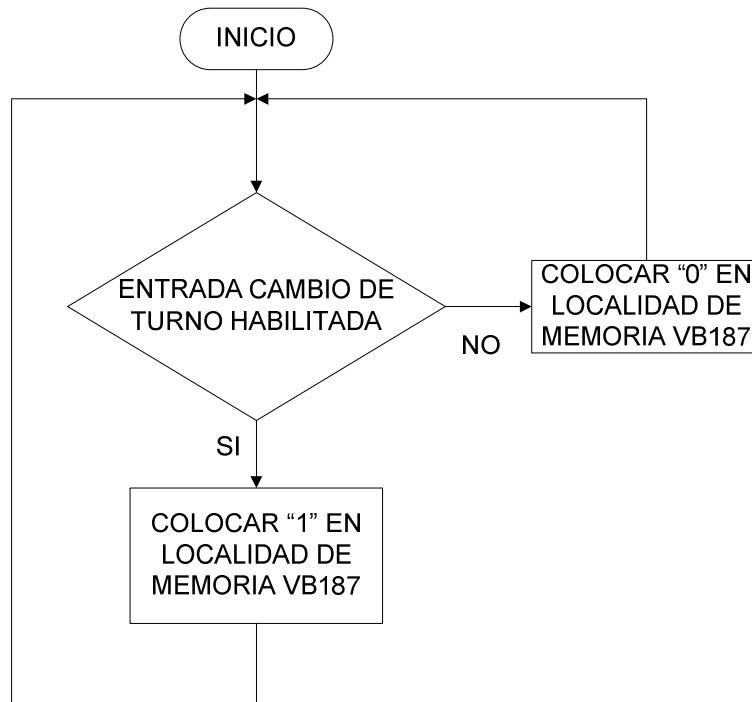 INICIO
ENTRADA CAMBIO DE
TURNO HABILITADA
NO
COLOCAR “0” EN
LOCALIDAD DE
MEMORIA VB187
SI
COLOCAR “1” EN
LOCALIDAD DE
MEMORIA VB187